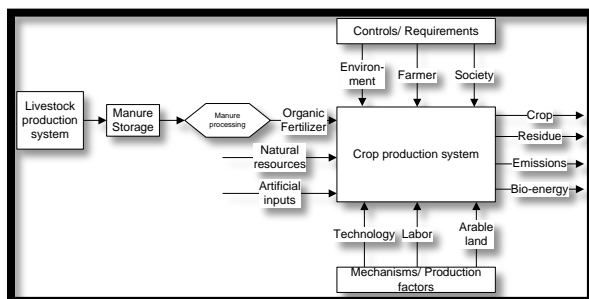 Controls/ Requirements
Environ-
ment
Farmer
Society
Livestock
production
system
Manure
Storage
Manure
processing
Organic
Fertilizer
Natural
resources
Artificial
inputs
Crop production system
Crop
Residue
Emissions
Bio-energy
Technology
Labor
Arable
land
Mechanisms/ Production
factors